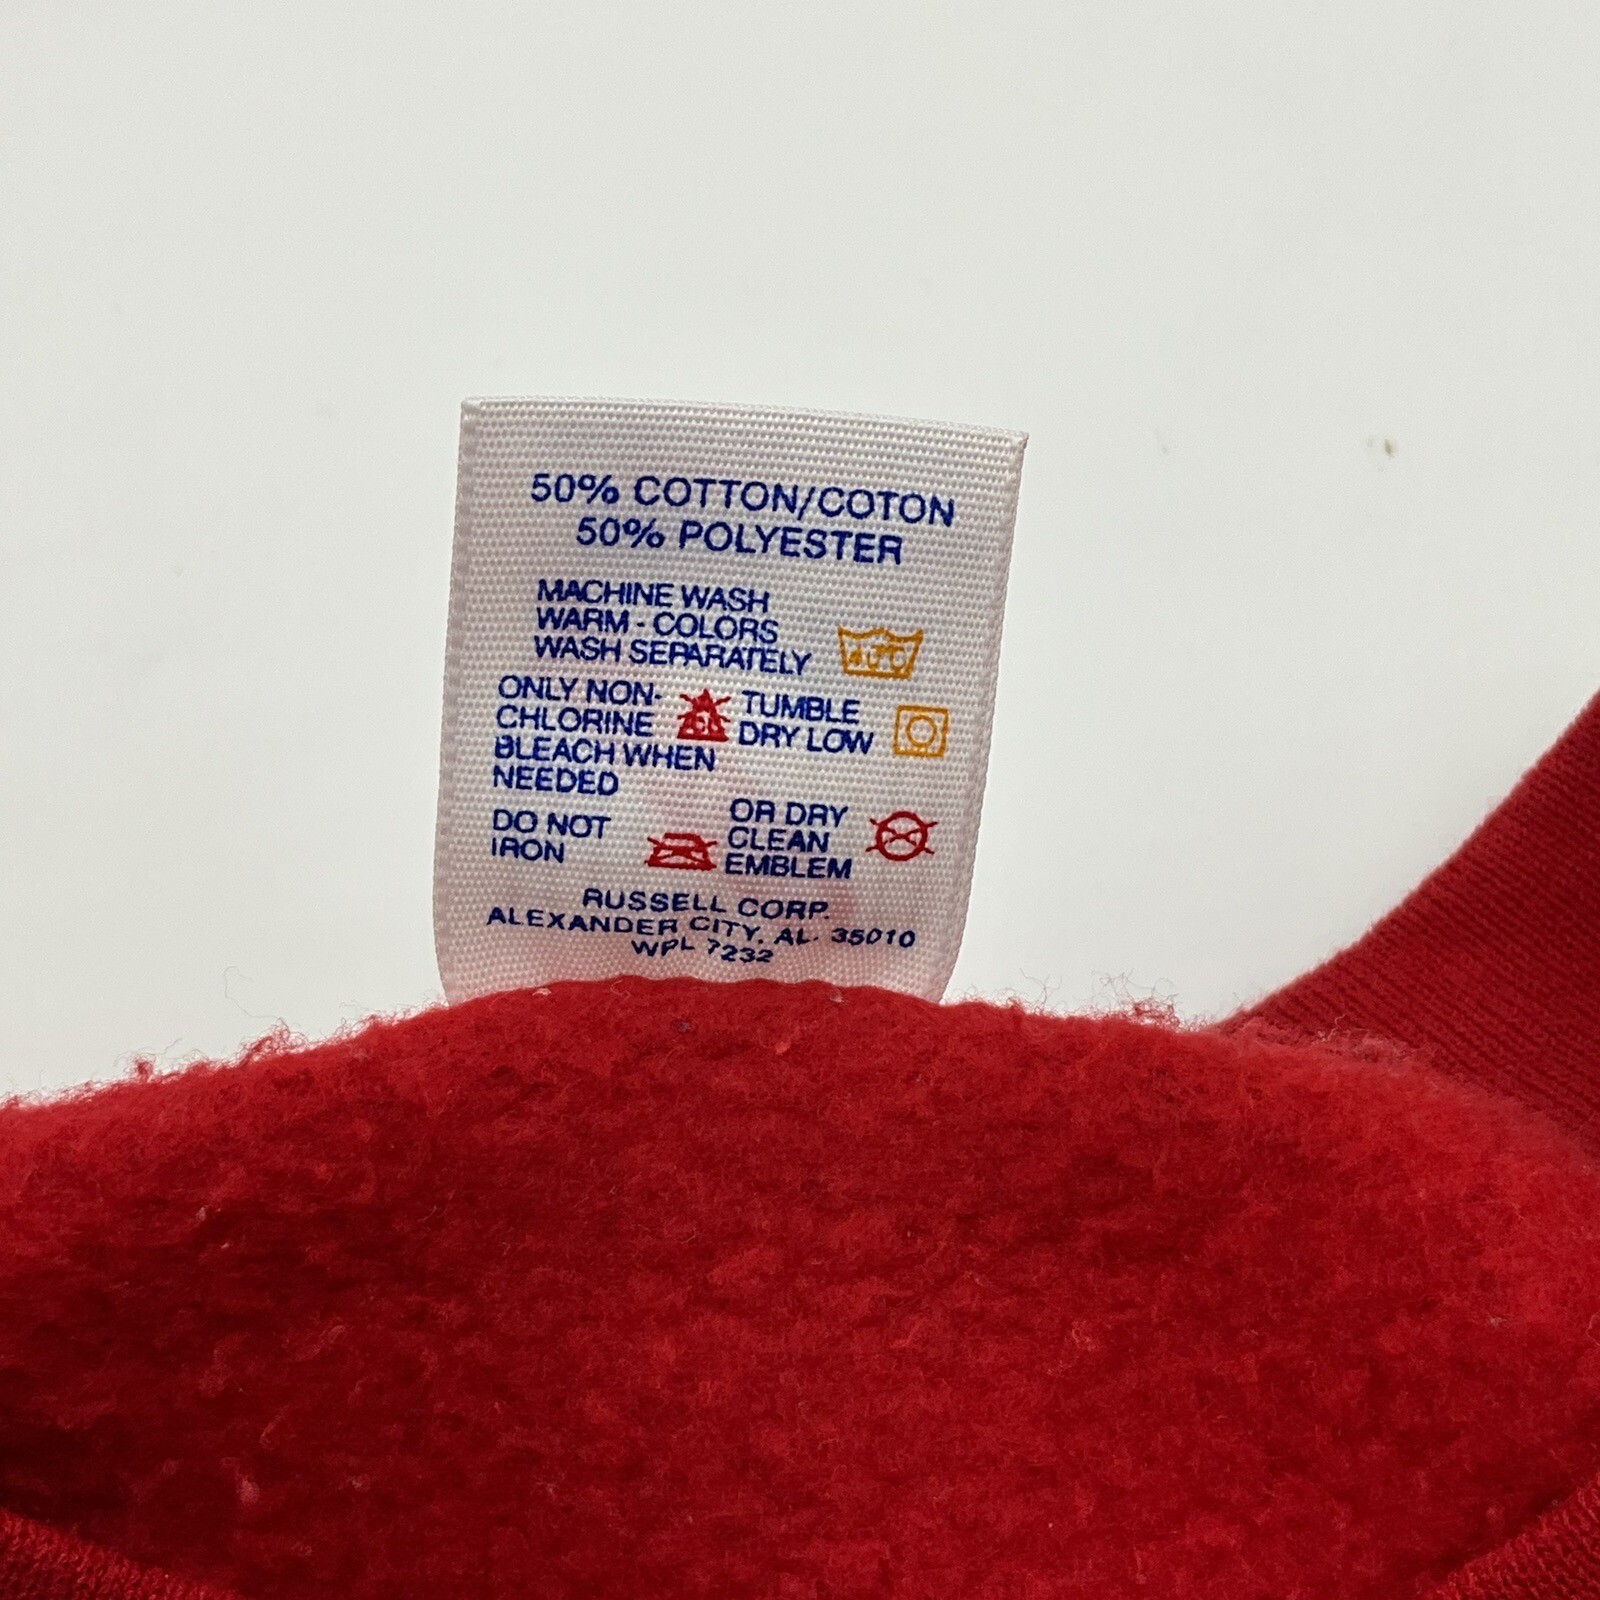 50% COTTON/COTON
50% POLYESTER
MACHINE WASH
WARM - COLORS
WASH SEPARATELY
ONLY NON-
CHLORINE
BLEACH WHEN
NEEDED
TUMBLE
DRY LOW
DO NOT
IRON
OR DRY
CLEAN
EMBLEM
RUSSELL CORP.
ALEXANDER CITY, AL. 35010
WPL 7232